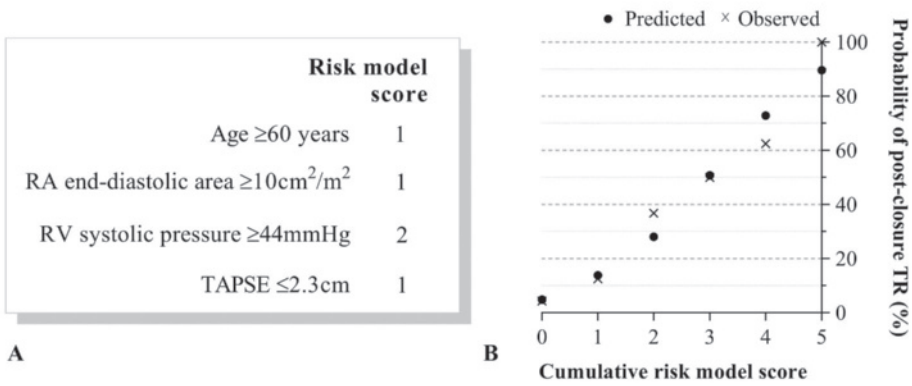 Risk model
score
Age ≥60 years 1
RA end-diastolic area ≥10cm²/m² 1
RV systolic pressure ≥44mmHg 2
TAPSE ≤2.3cm 1
A
● Predicted × Observed
100
80
60
40
20
0
Probability of post-closure TR (%)
0 1 2 3 4 5
B
Cumulative risk model score